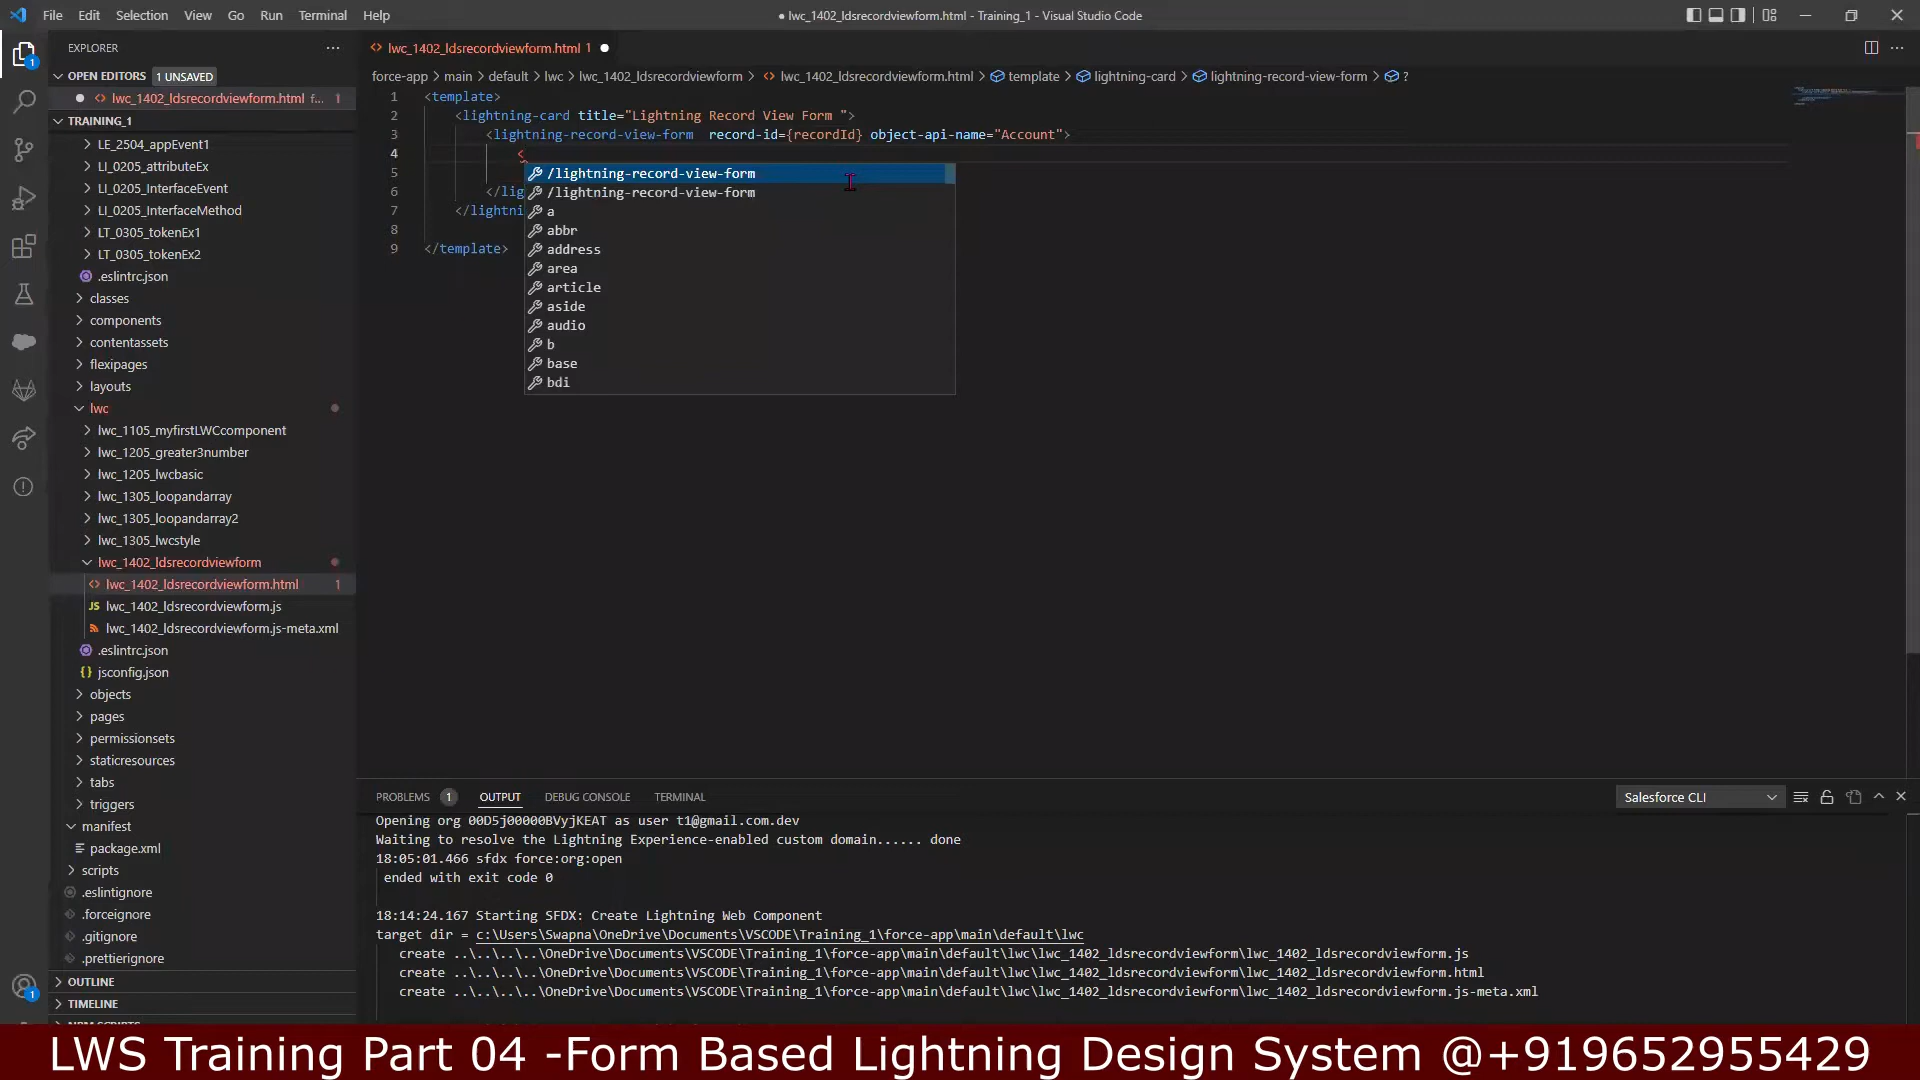 File Edit Selection View Go Run Terminal Help
● lwc_1402_ldsrecordviewform.html - Training_1 - Visual Studio Code
EXPLORER
OPEN EDITORS 1 UNSAVED
lwc_1402_ldsrecordviewform.html f... 1
TRAINING_1
LE_2504_appEvent1
LI_0205_attributeEx
LI_0205_InterfaceEvent
LI_0205_InterfaceMethod
LT_0305_tokenEx1
LT_0305_tokenEx2
.eslintrc.json
classes
components
contentassets
flexipages
layouts
lwc
lwc_1105_myfirstLWCcomponent
lwc_1205_greater3number
lwc_1205_lwcbasic
lwc_1305_loopandarray
lwc_1305_loopandarray2
lwc_1305_lwcstyle
lwc_1402_ldsrecordviewform
lwc_1402_ldsrecordviewform.html 1
lwc_1402_ldsrecordviewform.js
lwc_1402_ldsrecordviewform.js-meta.xml
.eslintrc.json
jsconfig.json
objects
pages
permissionsets
staticresources
tabs
triggers
manifest
package.xml
scripts
.eslintignore
.forceignore
.gitignore
.prettierignore
OUTLINE
TIMELINE
1
1
lwc_1402_ldsrecordviewform.html 1
force-app > main > default > lwc > lwc_1402_ldsrecordviewform > lwc_1402_ldsrecordviewform.html > template > lightning-card > lightning-record-view-form > ?
1 <template>
2 <lightning-card title="Lightning Record View Form ">
3 <lightning-record-view-form record-id={recordId} object-api-name="Account">
4 <
5
6 </lig
7 </lightni
8
9 </template>
/lightning-record-view-form
/lightning-record-view-form
a
abbr
address
area
article
aside
audio
b
base
bdi
PROBLEMS 1 OUTPUT DEBUG CONSOLE TERMINAL
Salesforce CLI
Opening org 00D5j00000BVyjKEAT as user t1@gmail.com.dev
Waiting to resolve the Lightning Experience-enabled custom domain...... done
18:05:01.466 sfdx force:org:open
ended with exit code 0
18:14:24.167 Starting SFDX: Create Lightning Web Component
target dir = c:\Users\Swapna\OneDrive\Documents\VSCODE\Training_1\force-app\main\default\lwc
create ..\..\..\..\OneDrive\Documents\VSCODE\Training_1\force-app\main\default\lwc\lwc_1402_ldsrecordviewform\lwc_1402_ldsrecordviewform.js
create ..\..\..\..\OneDrive\Documents\VSCODE\Training_1\force-app\main\default\lwc\lwc_1402_ldsrecordviewform\lwc_1402_ldsrecordviewform.html
create ..\..\..\..\OneDrive\Documents\VSCODE\Training_1\force-app\main\default\lwc\lwc_1402_ldsrecordviewform\lwc_1402_ldsrecordviewform.js-meta.xml
LWS Training Part 04 -Form Based Lightning Design System @+919652955429